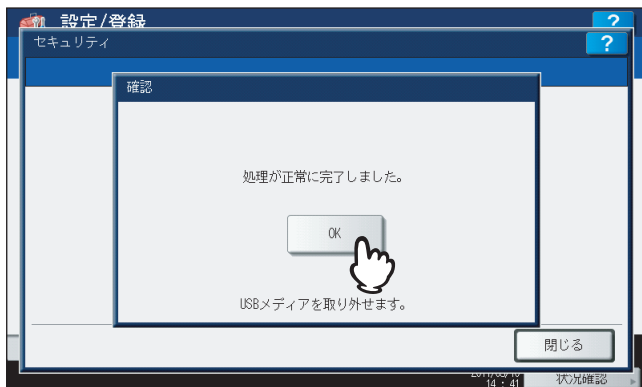 設定/登録
?
セキュリティ
?
確認
処理が正常に完了しました。
OK
USBメディアを取り外せます。
閉じる
14 : 41
状況確認